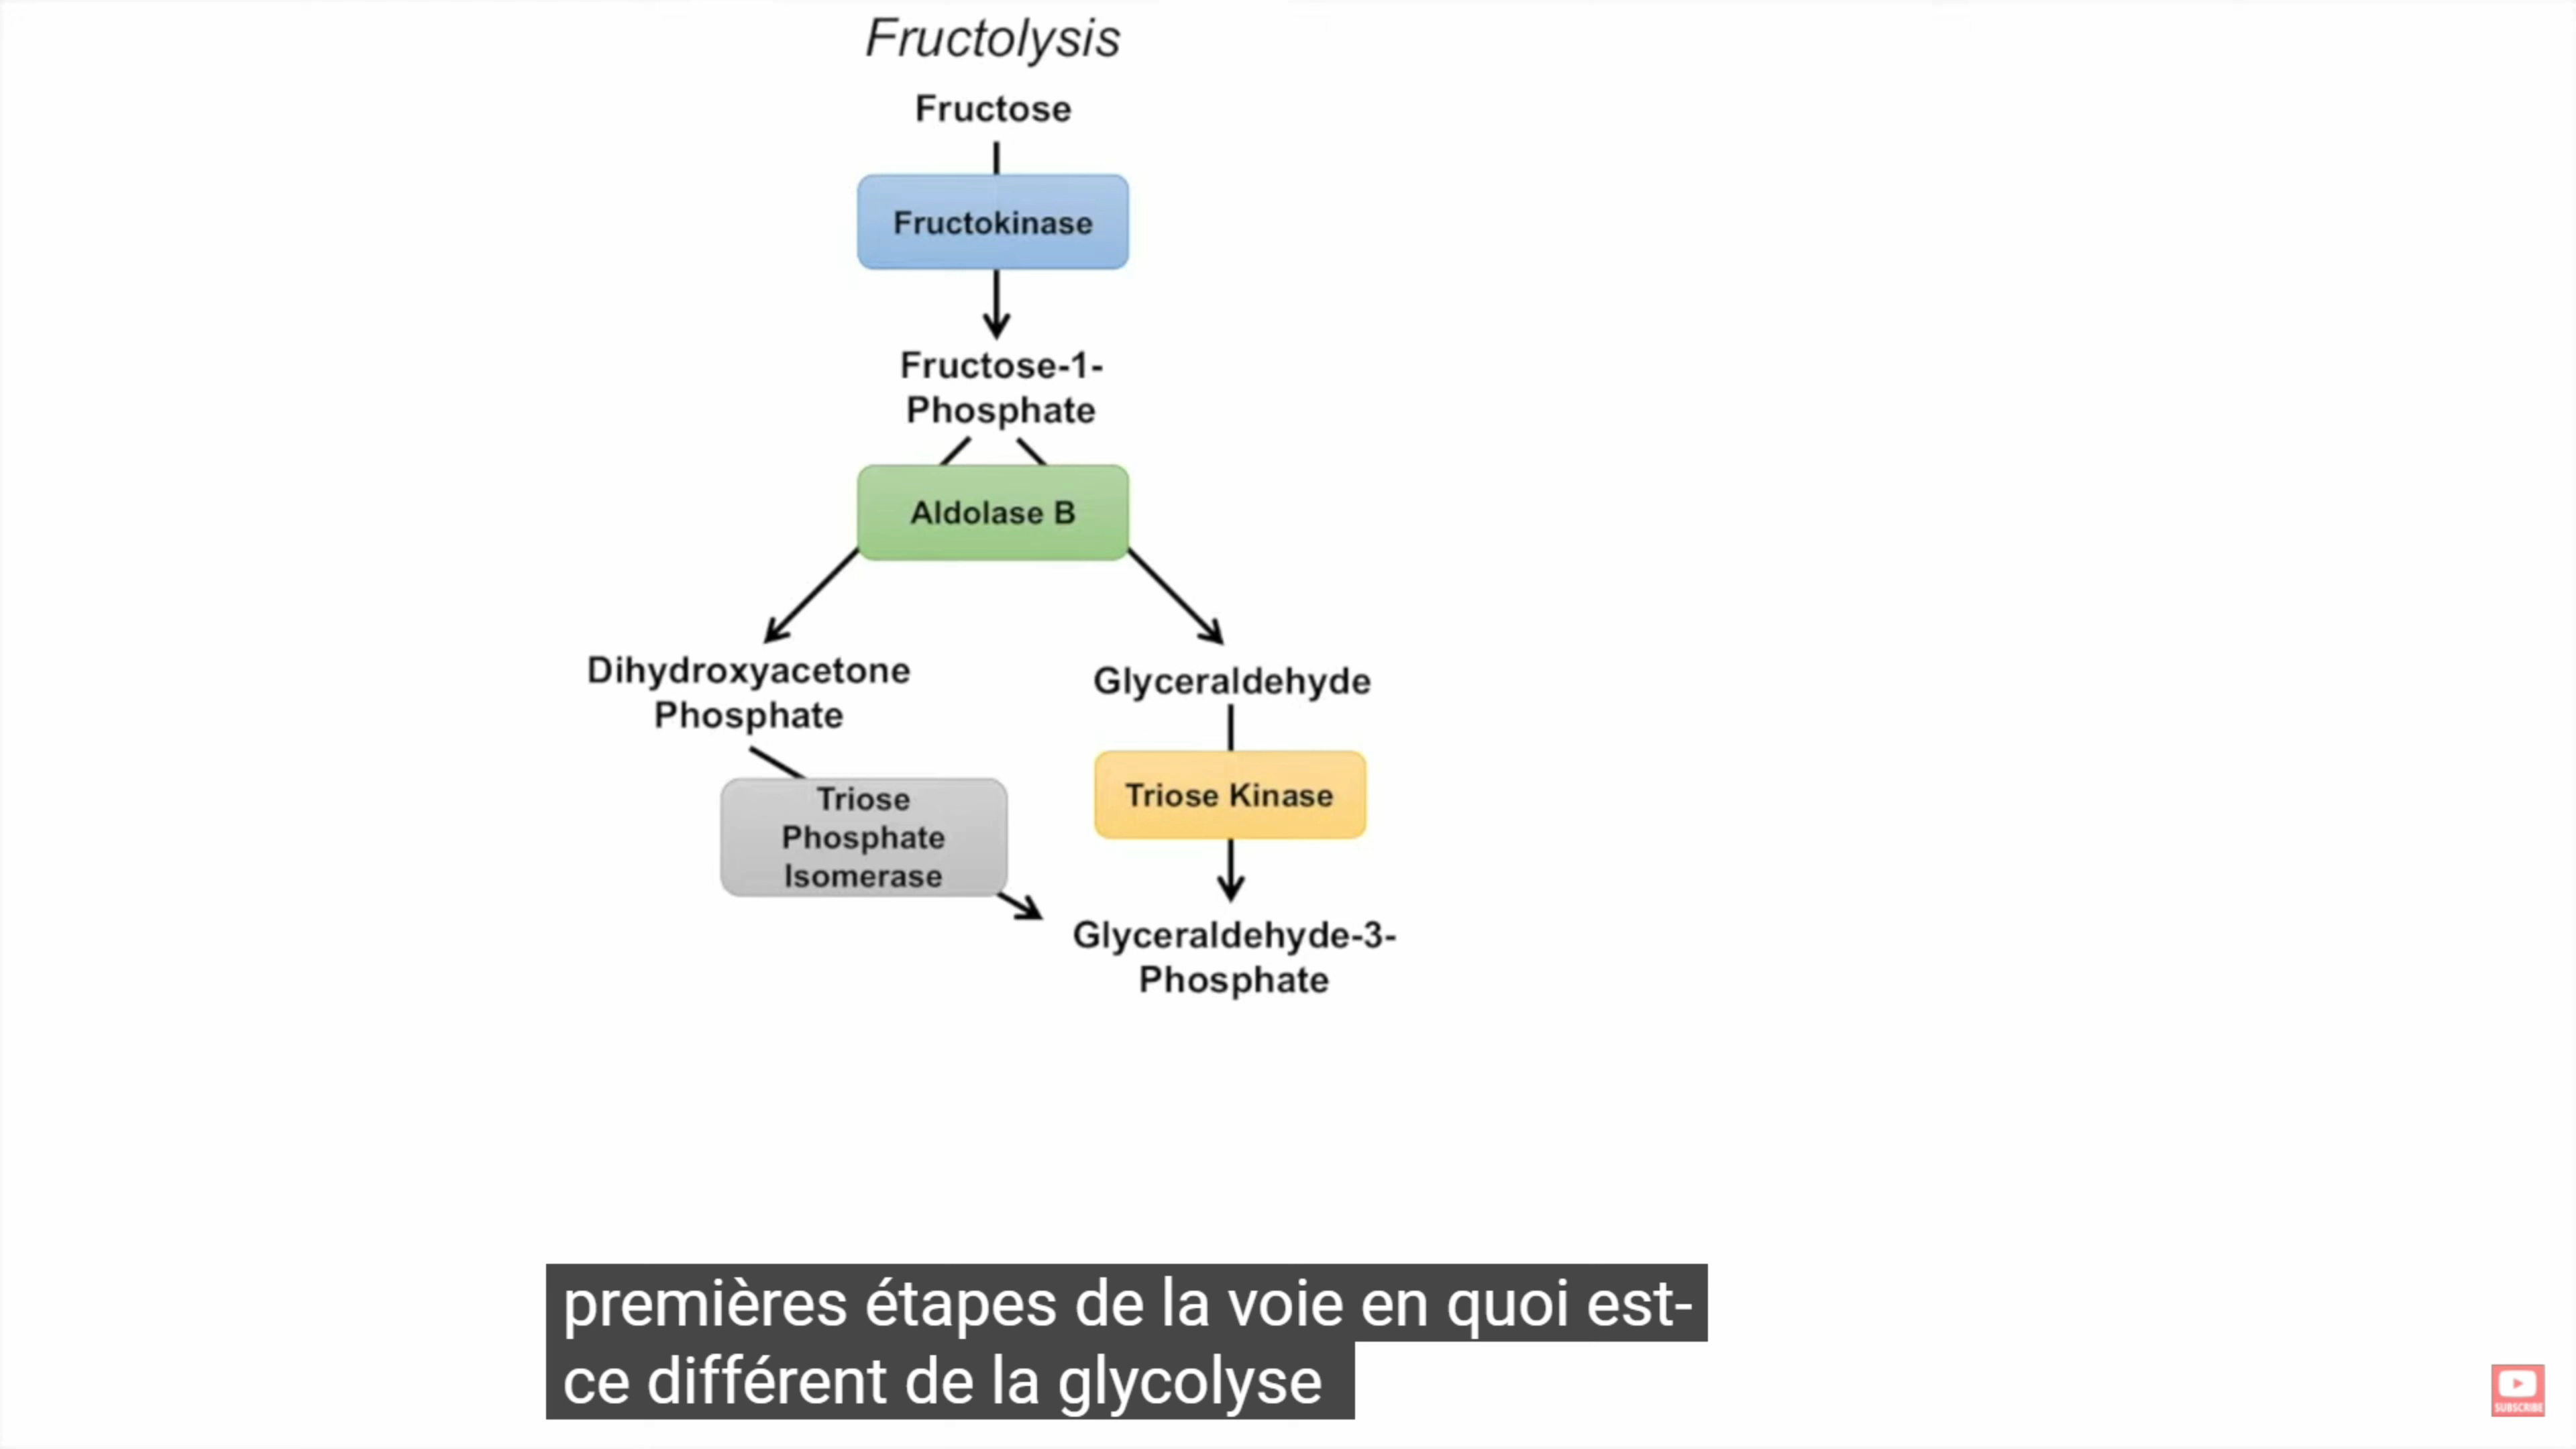 Fructolysis
Fructose
Fructokinase
Fructose-1-
Phosphate
Aldolase B
Dihydroxyacetone
Phosphate
Glyceraldehyde
Triose
Phosphate
Isomerase
Triose Kinase
Glyceraldehyde-3-
Phosphate
premières étapes de la voie en quoi est-
ce différent de la glycolyse
SUBSCRIBE